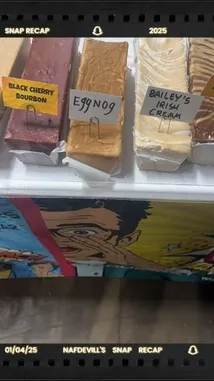 SNAP RECAP
2025
BLACK CHERRY
BOURBON
EggNog
BAILEY'S
IRISH
CREAM
01/04/25
NAFDEVILL'S SNAP RECAP